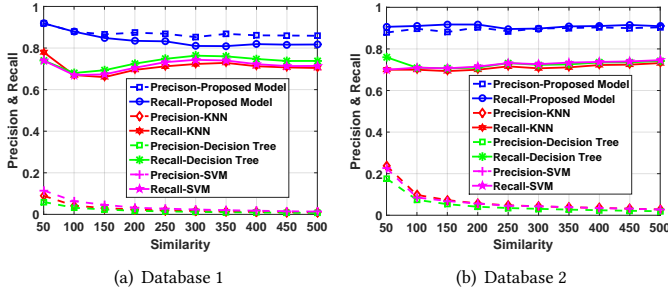 1
0.8
0.6
0.4
0.2
0
Precision & Recall
Precison-Proposed Model
Recall-Proposed Model
Precision-KNN
Recall-KNN
Precision-Decision Tree
Recall-Decision Tree
Precision-SVM
Recall-SVM
50 100 150 200 250 300 350 400 450 500
Similarity
(a) Database 1
1
0.8
0.6
0.4
0.2
0
Precision & Recall
Precison-Proposed Model
Recall-Proposed Model
Precision-KNN
Recall-KNN
Precision-Decision Tree
Recall-Decision Tree
Precision-SVM
Recall-SVM
50 100 150 200 250 300 350 400 450 500
Similarity
(b) Database 2